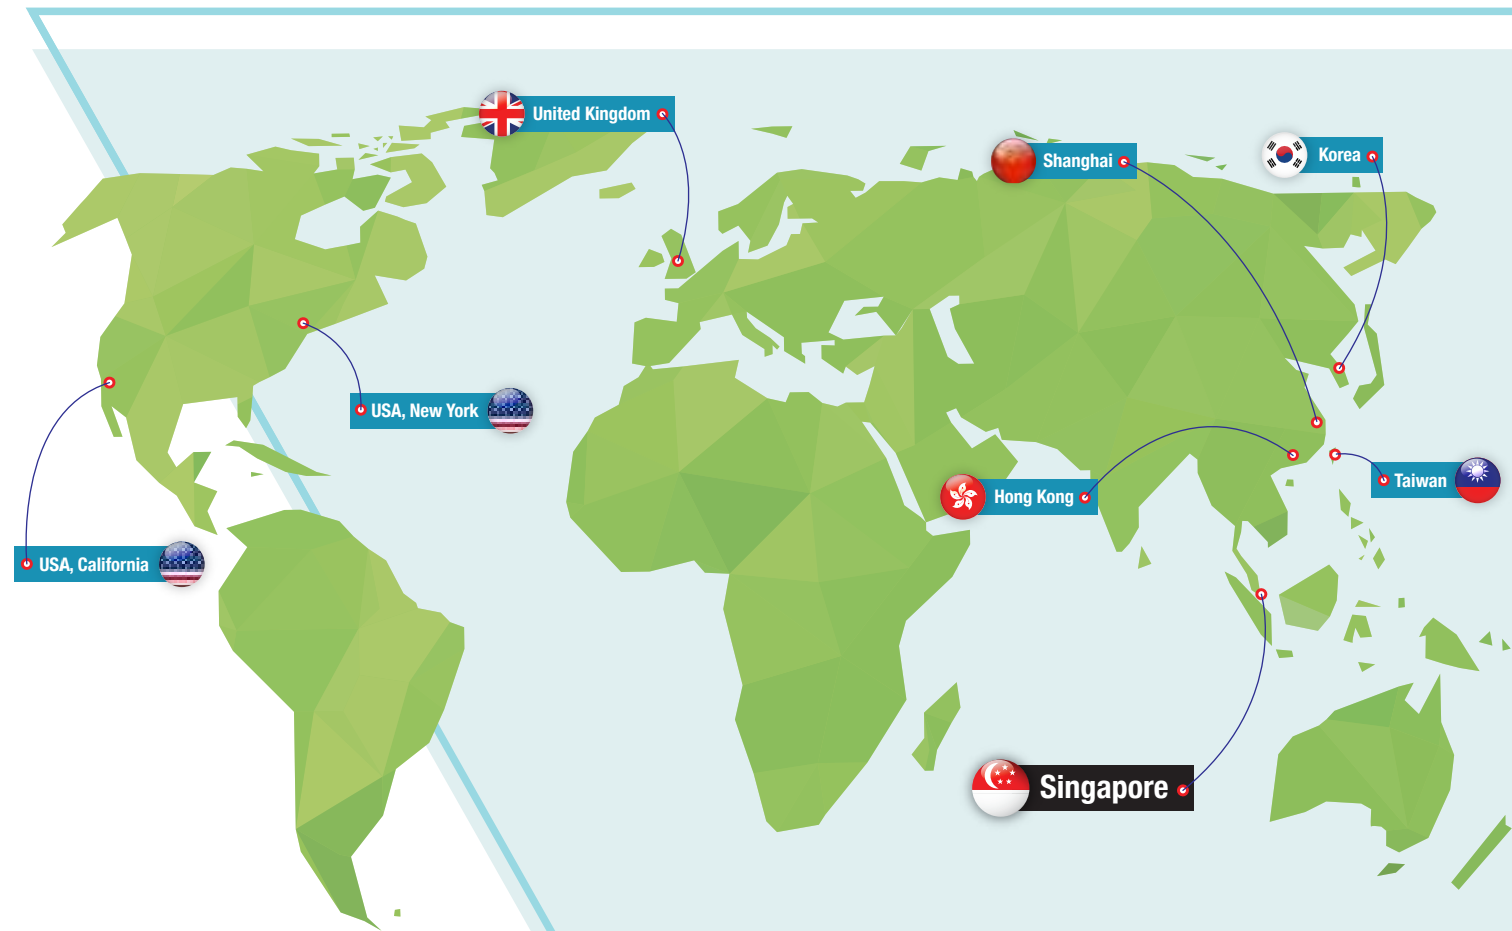 United Kingdom
Shanghai
Korea
USA, New York
Taiwan
Hong Kong
USA, California
Singapore